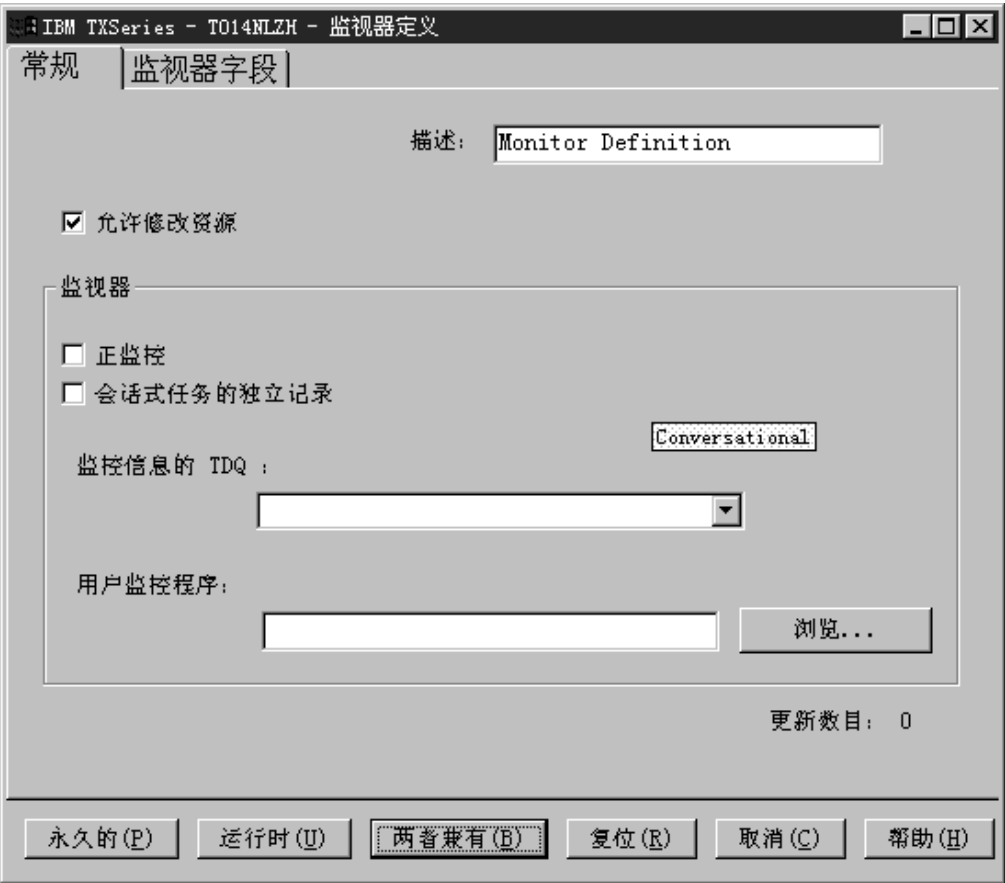 IBM TXSeries - TO14NLZH - 监视器定义
常规 监视器字段
描述： Monitor Definition
允许修改资源
监视器
正监控
会话式任务的独立记录
Conversational
监控信息的 TDQ ：
用户监控程序：
浏览...
更新数目： 0
永久的(P) 运行时(U) 两者兼有(B) 复位(R) 取消(C) 帮助(H)